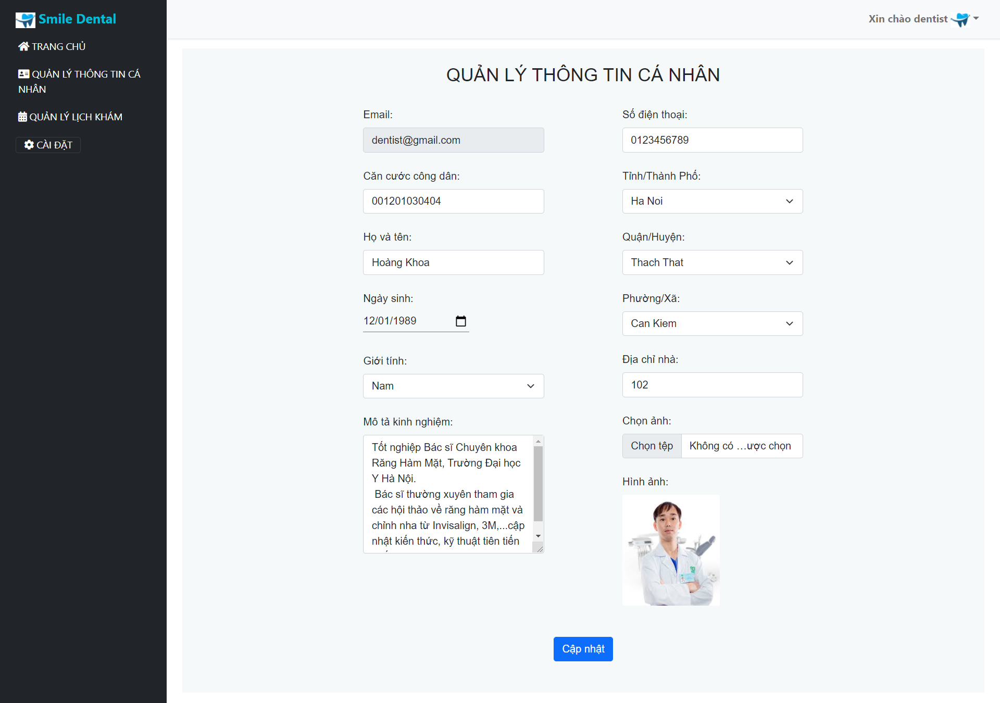 Smile Dental
TRANG CHỦ
QUẢN LÝ THÔNG TIN CÁ
NHÂN
QUẢN LÝ LỊCH KHÁM
CÀI ĐẶT
Xin chào dentist
QUẢN LÝ THÔNG TIN CÁ NHÂN
Email:
dentist@gmail.com
Căn cước công dân:
001201030404
Họ và tên:
Hoàng Khoa
Ngày sinh:
12/01/1989
Giới tính:
Nam
Mô tả kinh nghiệm:
Tốt nghiệp Bác sĩ Chuyên khoa
Răng Hàm Mặt, Trường Đại học
Y Hà Nội.
Bác sĩ thường xuyên tham gia
các hội thảo về răng hàm mặt và
chỉnh nha từ Invisalign, 3M,...cập
nhật kiến thức, kỹ thuật tiên tiến
Số điện thoại:
0123456789
Tỉnh/Thành Phố:
Ha Noi
Quận/Huyện:
Thach That
Phường/Xã:
Can Kiem
Địa chỉ nhà:
102
Chọn ảnh:
Chọn tệp Không có …ược chọn
Hình ảnh:
Cập nhật